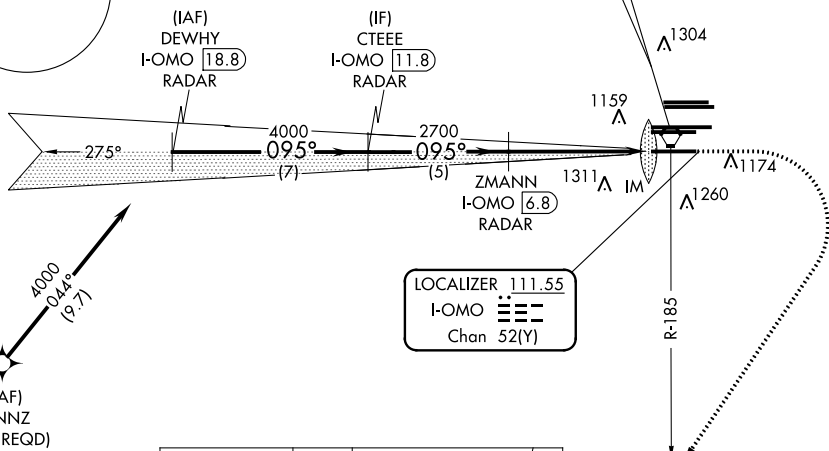 (IAF)
DEWHY
I-OMO 18.8
RADAR
(IF)
CTEEE
I-OMO 11.8
RADAR
1304
1159
4000
2700
275°
095°
095°
(7)
(5)
ZMANN
I-OMO 6.8
RADAR
1311
IM
1174
1260
4000
044°
(9.7)
LOCALIZER 111.55
I-OMO
Chan 52(Y)
R-185
AF)
NNZ
REQD)